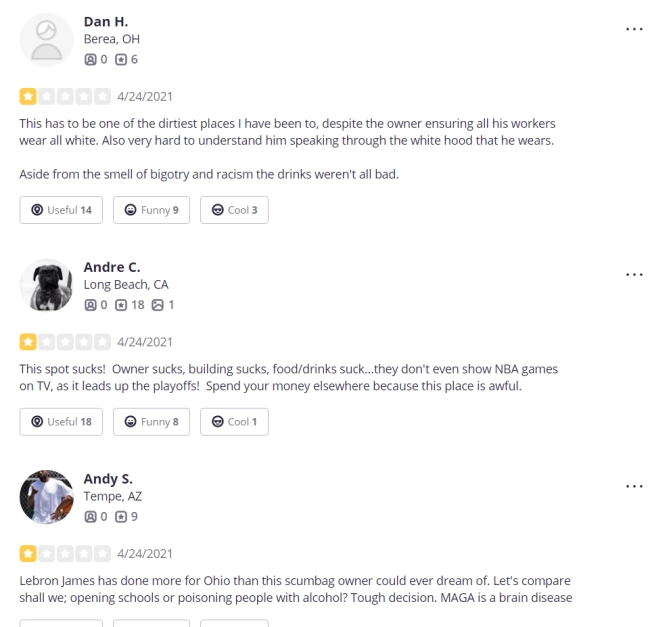 Dan H.
Berea, OH
0 6
4/24/2021
This has to be one of the dirtiest places I have been to, despite the owner ensuring all his workers
wear all white. Also very hard to understand him speaking through the white hood that he wears.
Aside from the smell of bigotry and racism the drinks weren't all bad.
Useful 14 Funny 9 Cool 3
Andre C.
Long Beach, CA
0 18 1
4/24/2021
This spot sucks!  Owner sucks, building sucks, food/drinks suck...they don't even show NBA games
on TV, as it leads up the playoffs!  Spend your money elsewhere because this place is awful.
Useful 18 Funny 8 Cool 1
Andy S.
Tempe, AZ
0 9
4/24/2021
Lebron James has done more for Ohio than this scumbag owner could ever dream of. Let's compare
shall we; opening schools or poisoning people with alcohol? Tough decision. MAGA is a brain disease